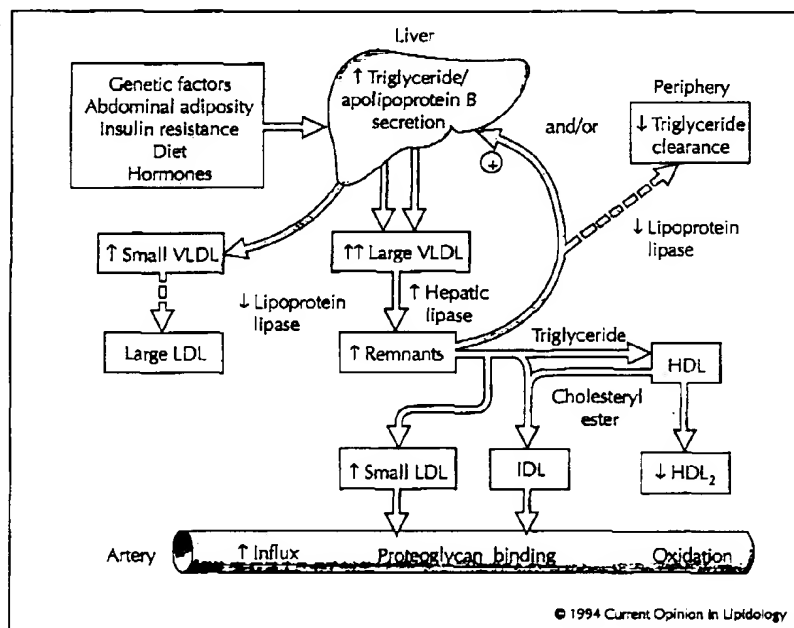 Liver
Genetic factors
Abdominal adiposity
Insulin resistance
Diet
Hormones
↑ Triglyceride/
apolipoprotein B
secretion
and/or
Periphery
↓ Triglyceride
clearance
+
↓ Lipoprotein
lipase
↑ Small VLDL
↑↑ Large VLDL
↓ Lipoprotein
lipase
↑ Hepatic
lipase
Large LDL
↑ Remnants
Triglyceride
HDL
Cholesteryl
ester
↑ Small LDL
IDL
↓ HDL₂
Artery
↑ Influx
Proteoglycan binding
Oxidation
© 1994 Current Opinion in Lipidology